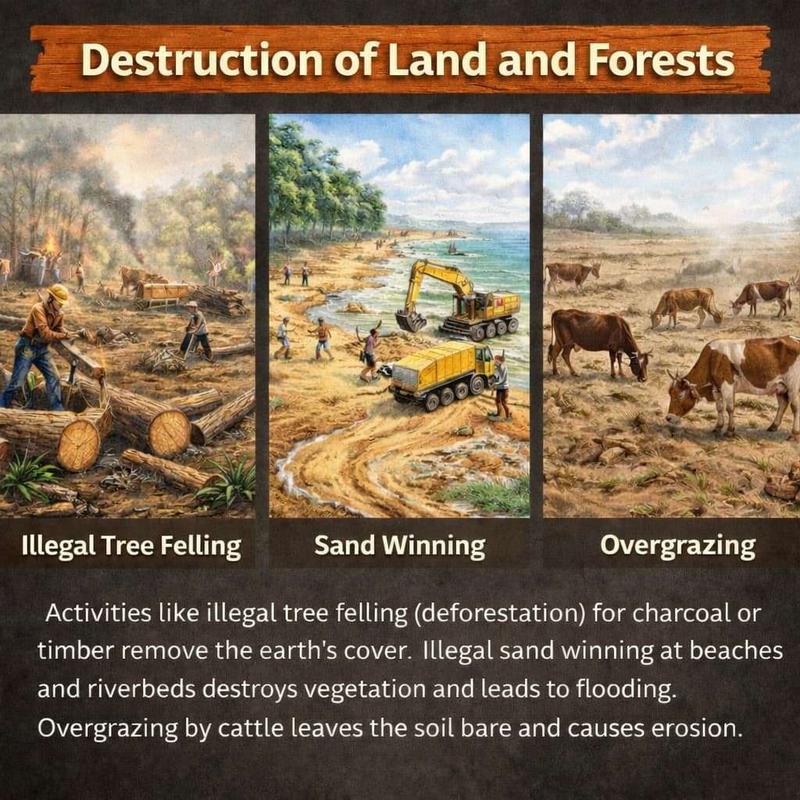 Destruction of Land and Forests
Illegal Tree Felling
Sand Winning
Overgrazing
Activities like illegal tree felling (deforestation) for charcoal or
timber remove the earth's cover. Illegal sand winning at beaches
and riverbeds destroys vegetation and leads to flooding.
Overgrazing by cattle leaves the soil bare and causes erosion.